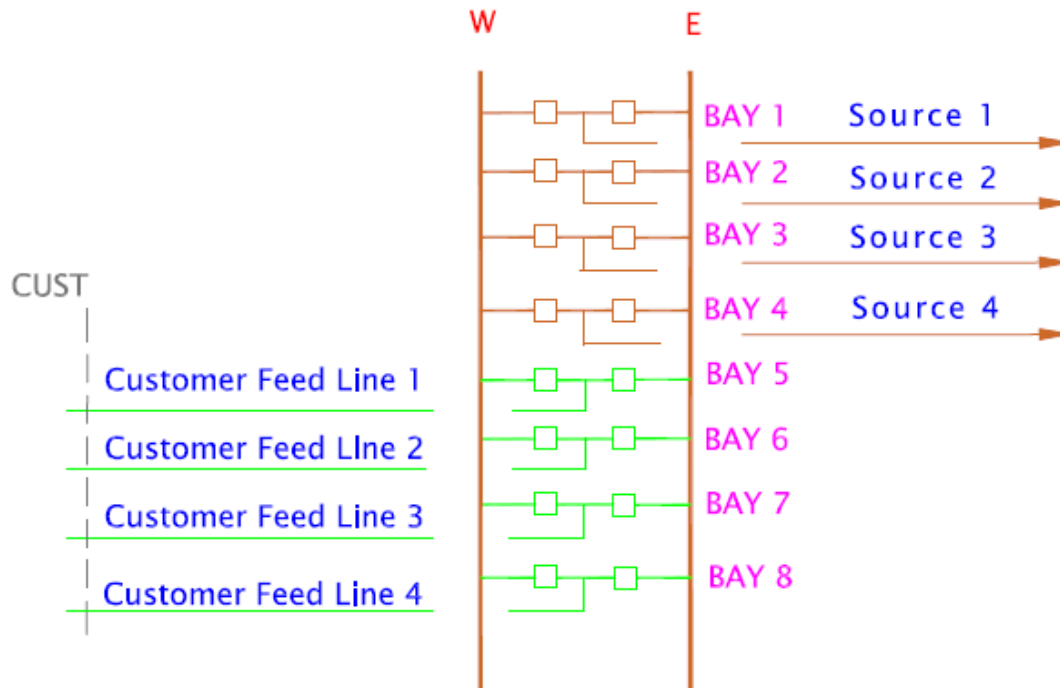 W E
BAY 1 Source 1
BAY 2 Source 2
BAY 3 Source 3
CUST
BAY 4 Source 4
Customer Feed Line 1 BAY 5
Customer Feed LIne 2 BAY 6
Customer Feed Line 3 BAY 7
Customer Feed Line 4 BAY 8